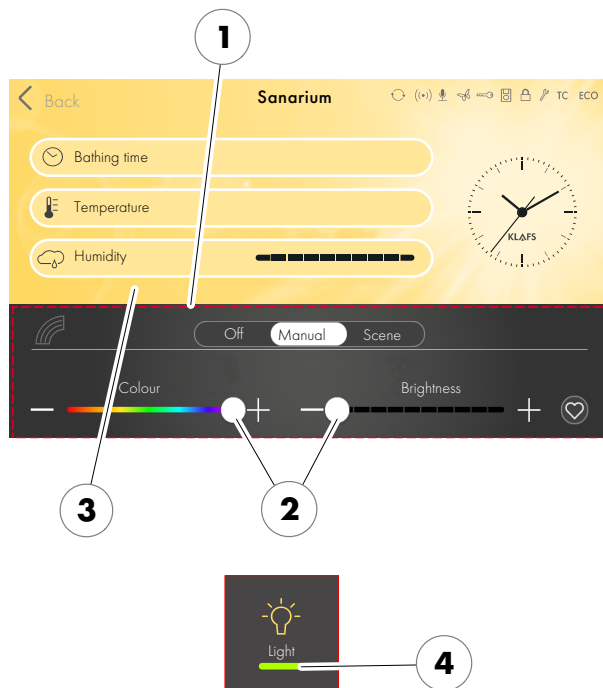 1
Back Sanarium TC ECO
Bathing time
Temperature
Humidity
KLAFS
Off Manual Scene
Colour Brightness
3 2
Light
4